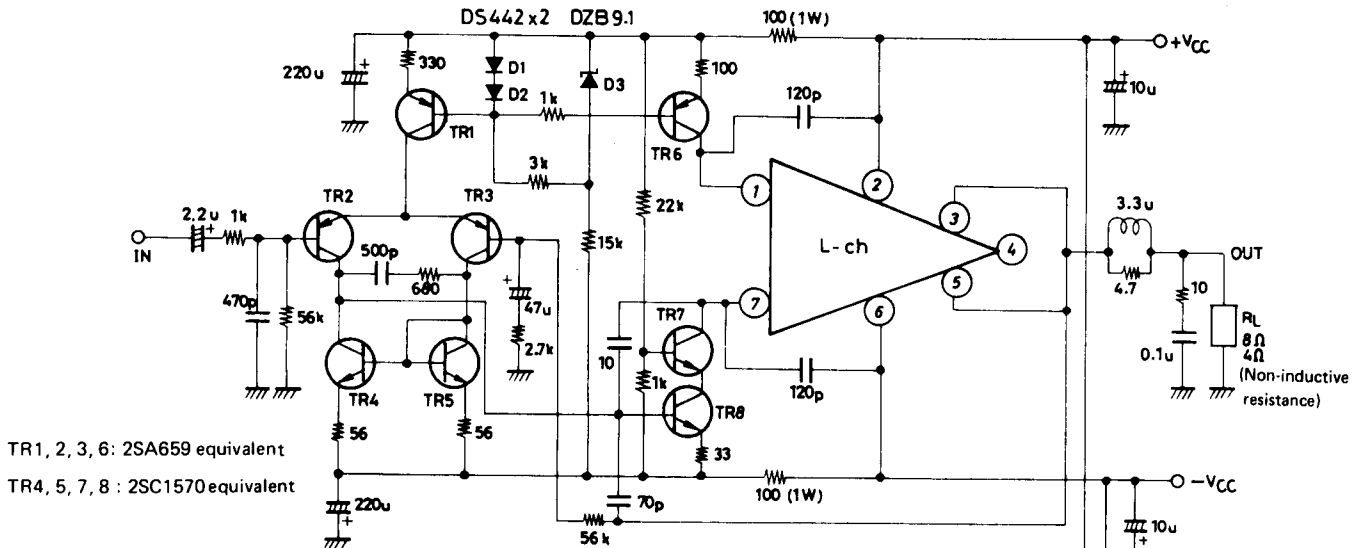 DS442x2 DZB9.1
100 (1W)
+VCC
330
D1
D2
D3
100
220u
+
120p
+
10u
TR1
1k
TR6
3k
TR2
TR3
22k
1
2
3
3.3u
2.2u
+
1k
IN
500p
680
15k
L-ch
4
OUT
4.7
10
470p
56k
+
47u
2.7k
TR7
7
6
5
RL
8Ω
4Ω
(Non-inductive
resistance)
0.1u
10
1k
120p
TR4
TR5
TR8
56
56
33
TR1, 2, 3, 6: 2SA659 equivalent
TR4, 5, 7, 8 : 2SC1570 equivalent
100 (1W)
-VCC
220u
+
70p
56k
10u
+